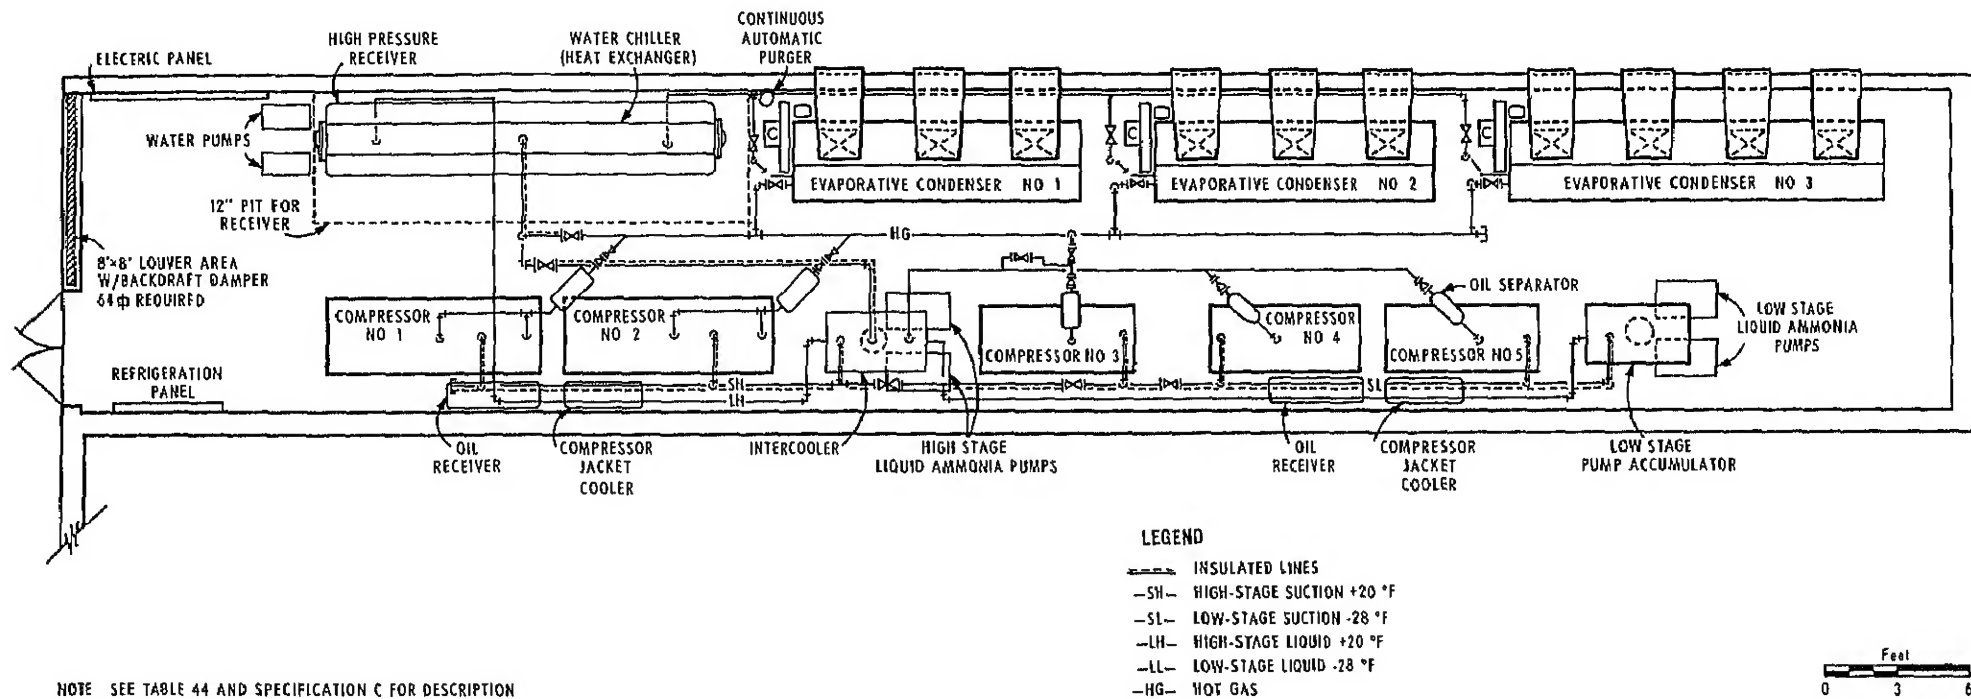 CONTINUOUS
AUTOMATIC
PURGER
HIGH PRESSURE
RECEIVER
WATER CHILLER
(HEAT EXCHANGER)
ELECTRIC PANEL
WATER PUMPS
C
C
C
EVAPORATIVE CONDENSER NO 1
EVAPORATIVE CONDENSER NO 2
EVAPORATIVE CONDENSER NO 3
12" PIT FOR
RECEIVER
HG
8'x8' LOUVER AREA
W/BACKDRAFT DAMPER
64 ф REQUIRED
OIL SEPARATOR
COMPRESSOR
NO 1
COMPRESSOR
NO 2
COMPRESSOR NO 3
COMPRESSOR
NO 4
COMPRESSOR NO 5
LOW STAGE
LIQUID AMMONIA
PUMPS
REFRIGERATION
PANEL
SH
LH
SL
OIL
RECEIVER
COMPRESSOR
JACKET
COOLER
INTERCOOLER
HIGH STAGE
LIQUID AMMONIA PUMPS
OIL
RECEIVER
COMPRESSOR
JACKET
COOLER
LOW STAGE
PUMP ACCUMULATOR
LEGEND
INSULATED LINES
-SH- HIGH-STAGE SUCTION +20 °F
-SL- LOW-STAGE SUCTION -28 °F
-LH- HIGH-STAGE LIQUID +20 °F
-LL- LOW-STAGE LIQUID -28 °F
-HG- HOT GAS
Feet
0 3 6
NOTE SEE TABLE 44 AND SPECIFICATION C FOR DESCRIPTION